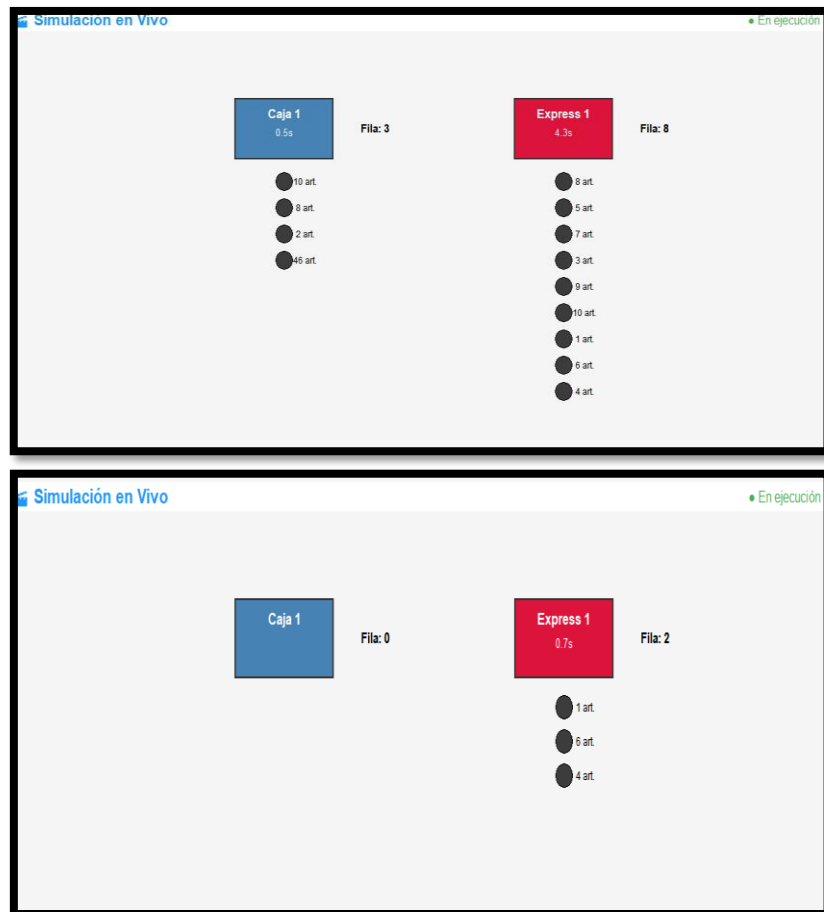 Simulación en Vivo
● En ejecución
Caja 1
0.5s
Fila: 3
10 art.
8 art.
2 art.
46 art.
Express 1
4.3s
Fila: 8
8 art.
5 art.
7 art.
3 art.
9 art.
10 art.
1 art.
6 art.
4 art.
Simulación en Vivo
● En ejecución
Caja 1
Fila: 0
Express 1
0.7s
Fila: 2
1 art.
6 art.
4 art.